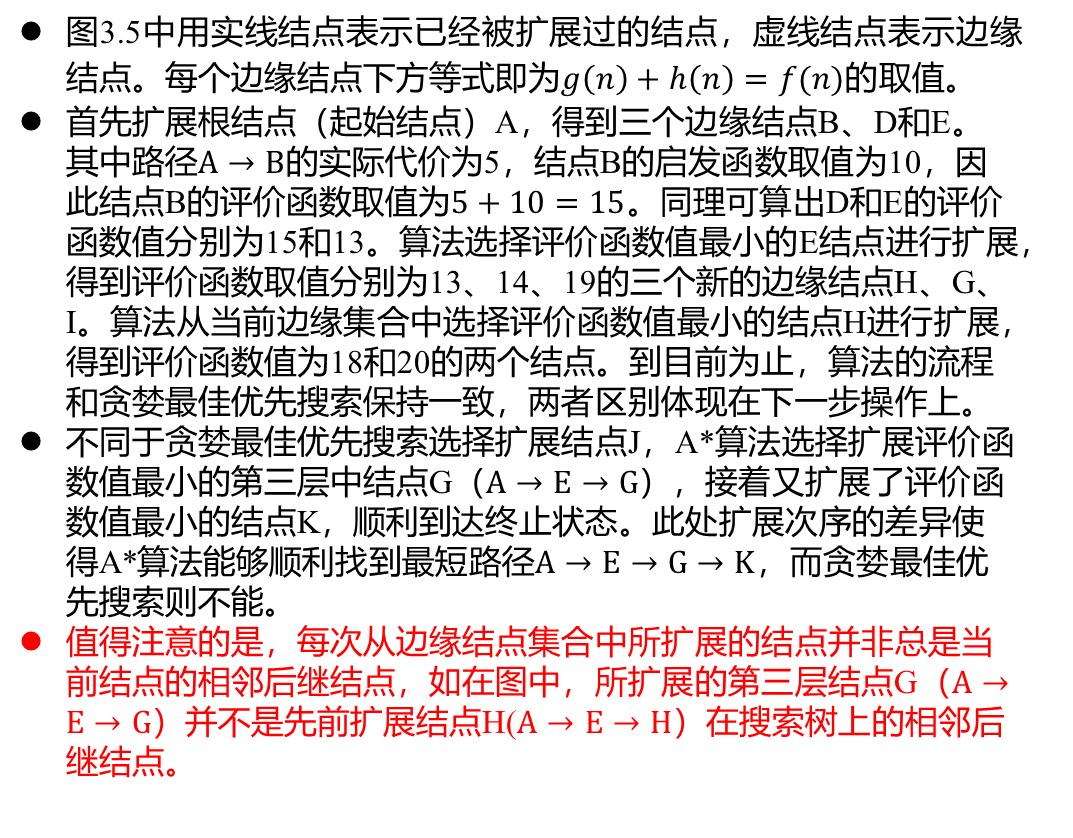 ● 图3.5中用实线结点表示已经被扩展过的结点，虚线结点表示边缘
结点。每个边缘结点下方等式即为g(n) + h(n) = f(n)的取值。
● 首先扩展根结点（起始结点）A，得到三个边缘结点B、D和E。
其中路径A → B的实际代价为5，结点B的启发函数取值为10，因
此结点B的评价函数取值为5 + 10 = 15。同理可算出D和E的评价
函数值分别为15和13。算法选择评价函数值最小的E结点进行扩展，
得到评价函数取值分别为13、14、19的三个新的边缘结点H、G、
I。算法从当前边缘集合中选择评价函数值最小的结点H进行扩展，
得到评价函数值为18和20的两个结点。到目前为止，算法的流程
和贪婪最佳优先搜索保持一致，两者区别体现在下一步操作上。
● 不同于贪婪最佳优先搜索选择扩展结点J，A*算法选择扩展评价函
数值最小的第三层中结点G（A → E → G），接着又扩展了评价函
数值最小的结点K，顺利到达终止状态。此处扩展次序的差异使
得A*算法能够顺利找到最短路径A → E → G → K，而贪婪最佳优
先搜索则不能。
● 值得注意的是，每次从边缘结点集合中所扩展的结点并非总是当
前结点的相邻后继结点，如在图中，所扩展的第三层结点G（A →
E → G）并不是先前扩展结点H(A → E → H）在搜索树上的相邻后
继结点。